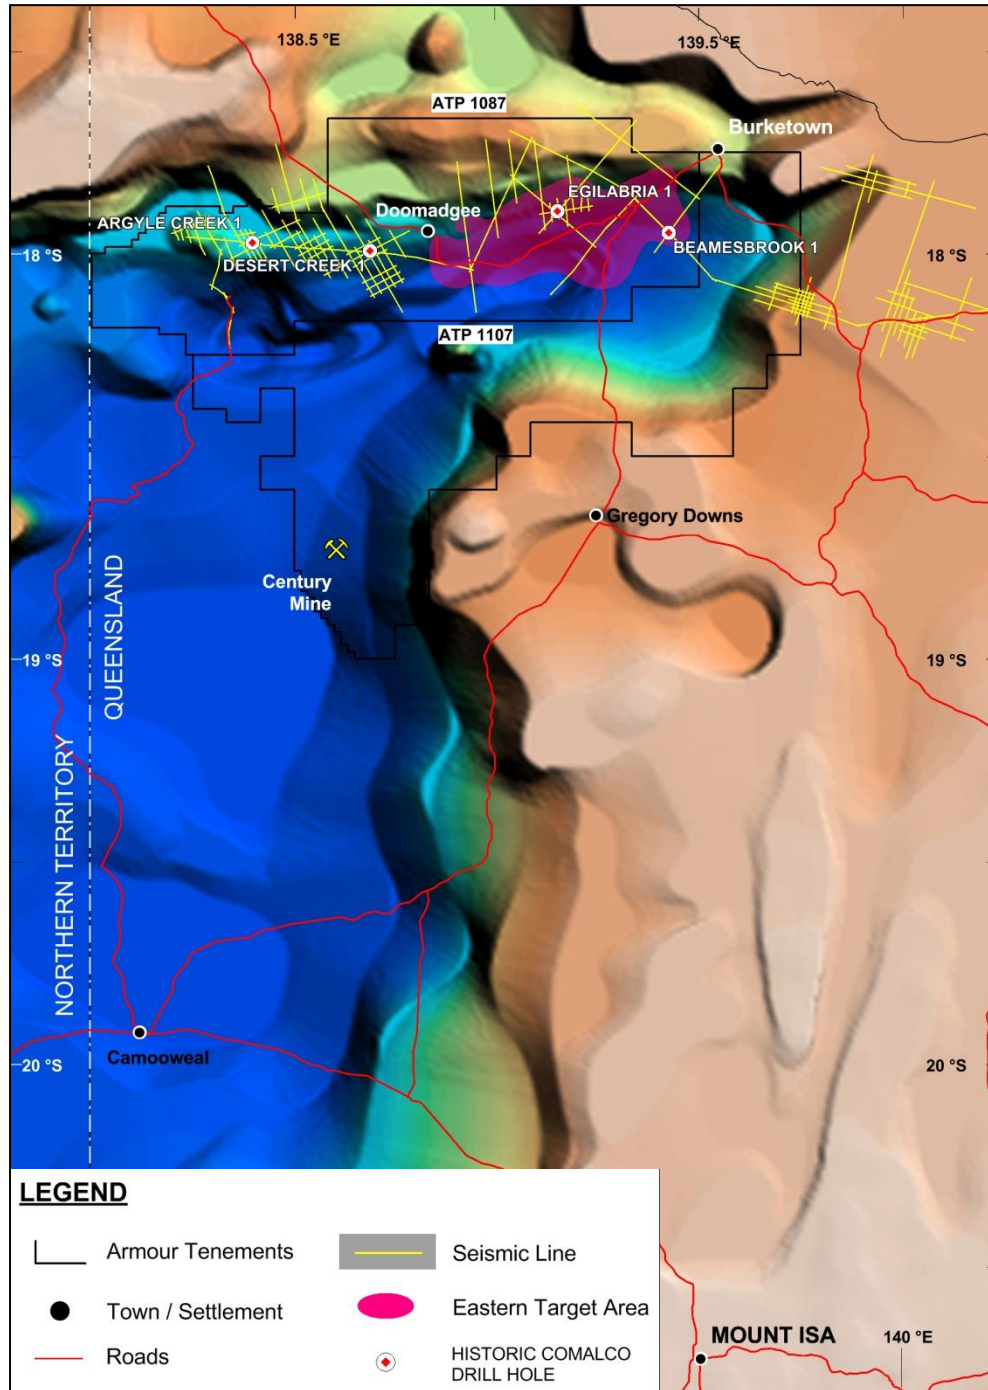 138.5 °E
139.5 °E
ATP 1087
Burketown
EGILABRIA 1
Doomadgee
ARGYLE CREEK 1
18 °S
DESERT CREEK 1
BEAMESBROOK 1
18 °S
ATP 1107
Gregory Downs
Century
Mine
QUEENSLAND
NORTHERN TERRITORY
19 °S
19 °S
Camooweal
20 °S
20 °S
LEGEND
Armour Tenements
Seismic Line
Town / Settlement
Eastern Target Area
Roads
HISTORIC COMALCO
DRILL HOLE
MOUNT ISA
140 °E